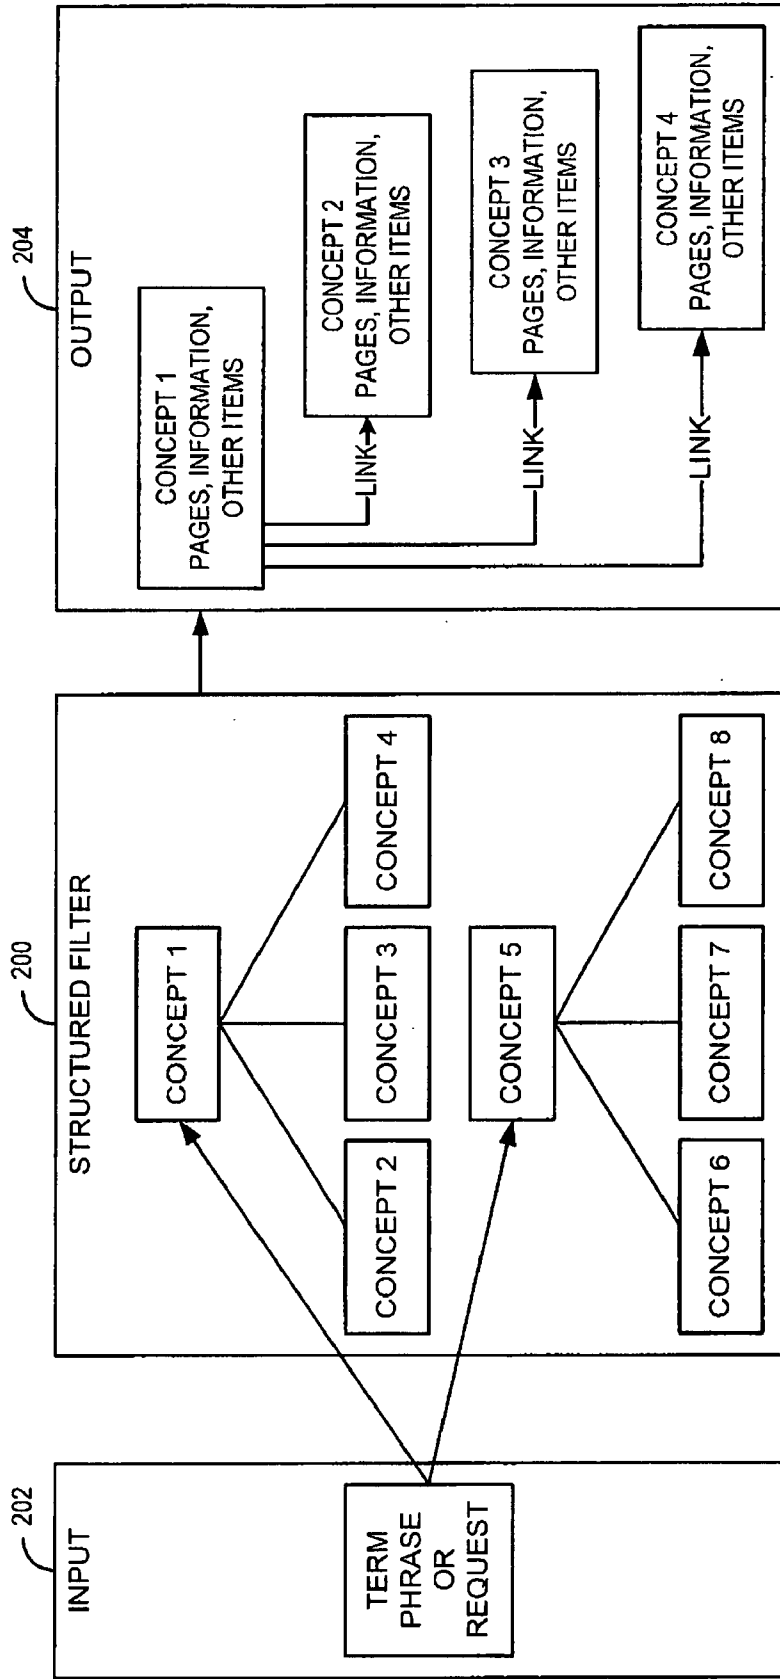 202
INPUT
TERM
PHRASE
OR
REQUEST
200
STRUCTURED FILTER
CONCEPT 1
CONCEPT 2
CONCEPT 3
CONCEPT 4
CONCEPT 5
CONCEPT 6
CONCEPT 7
CONCEPT 8
204
OUTPUT
CONCEPT 1
PAGES, INFORMATION,
OTHER ITEMS
LINK
CONCEPT 2
PAGES, INFORMATION,
OTHER ITEMS
LINK
CONCEPT 3
PAGES, INFORMATION,
OTHER ITEMS
LINK
CONCEPT 4
PAGES, INFORMATION,
OTHER ITEMS